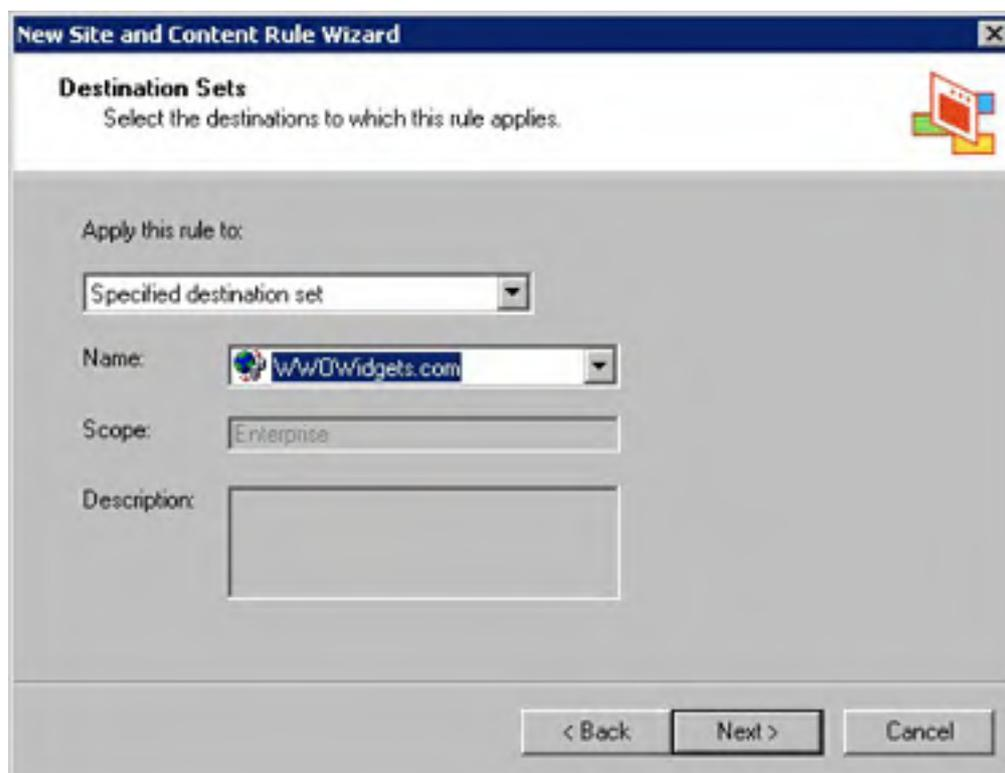 New Site and Content Rule Wizard
Destination Sets
Select the destinations to which this rule applies.
Apply this rule to:
Specified destination set
Name:
WWOWidgets.com
Scope:
Enterprise
Description:
< Back
Next >
Cancel